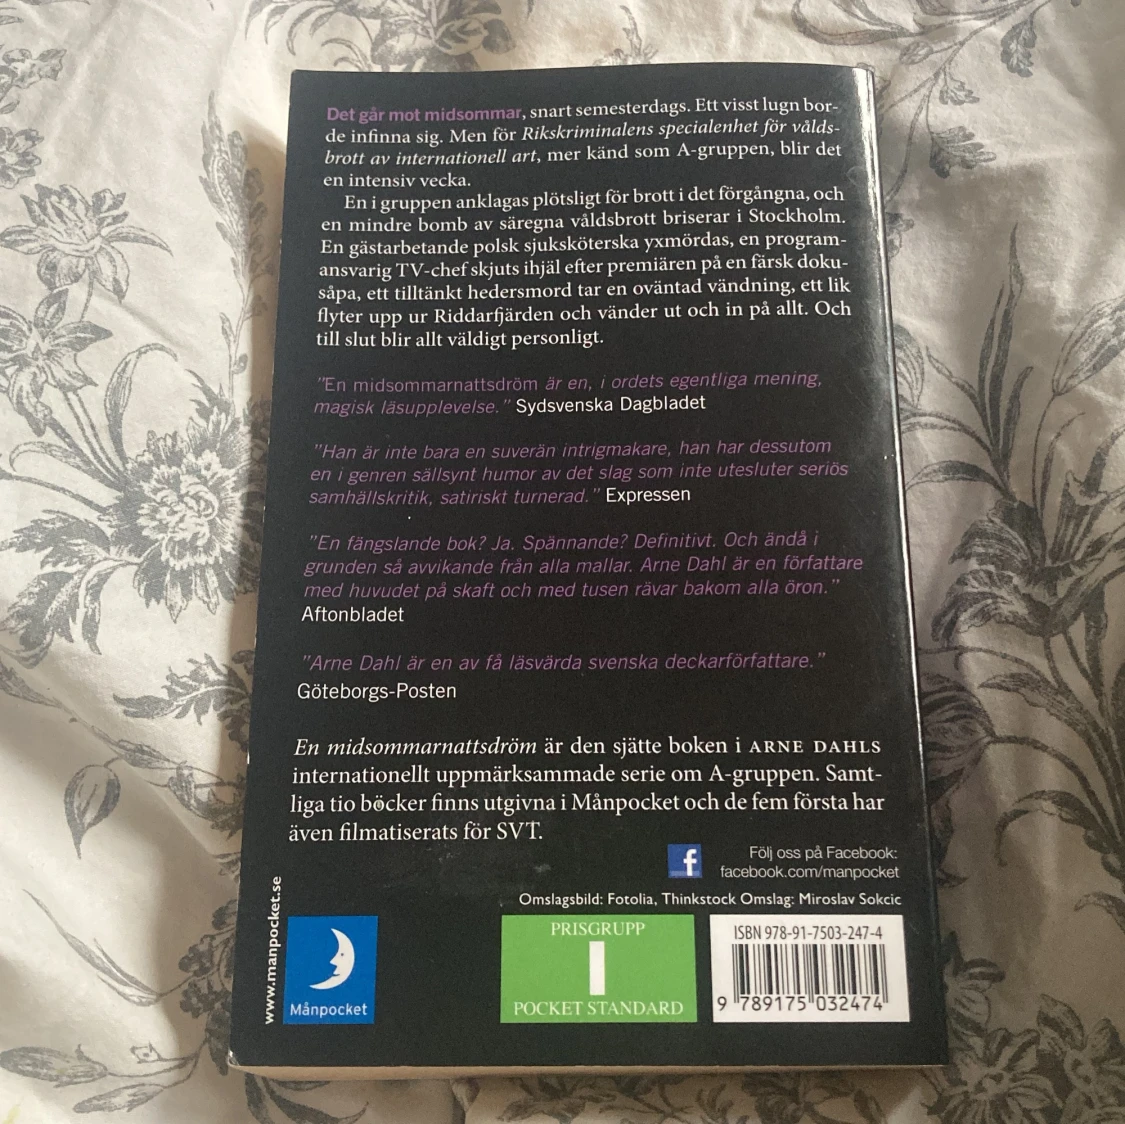 Det går mot midsommar, snart semesterdags. Ett visst lugn bor-
de infinna sig. Men för Rikskriminalens specialenhet för vålds-
brott av internationell art, mer känd som A-gruppen, blir det
en intensiv vecka.
En i gruppen anklagas plötsligt för brott i det förgångna, och
en mindre bomb av säregna våldsbrott briserar i Stockholm.
En gästarbetande polsk sjuksköterska yxmördas, en program-
ansvarig TV-chef skjuts ihjäl efter premiären på en färsk doku-
såpa, ett tilltänkt hedersmord tar en oväntad vändning, ett lik
flyter upp ur Riddarfjärden och vänder ut och in på allt. Och
till slut blir allt väldigt personligt.
"En midsommarnattsdröm är en, i ordets egentliga mening,
magisk läsupplevelse." Sydsvenska Dagbladet
"Han är inte bara en suverän intrigmakare, han har dessutom
en i genren sällsynt humor av det slag som inte utesluter seriös
samhällskritik, satiriskt turnerad." Expressen
"En fängslande bok? Ja. Spännande? Definitivt. Och ändå i
grunden så avvikande från alla mallar. Arne Dahl är en författare
med huvudet på skaft och med tusen rävar bakom alla öron."
Aftonbladet
"Arne Dahl är en av få läsvärda svenska deckarförfattare."
Göteborgs-Posten
En midsommarnattsdröm är den sjätte boken i ARNE DAHLS
internationellt uppmärksammade serie om A-gruppen. Samt-
liga tio böcker finns utgivna i Månpocket och de fem första har
även filmatiserats för SVT.
f
Följ oss på Facebook:
facebook.com/manpocket
Omslagsbild: Fotolia, Thinkstock Omslag: Miroslav Sokcic
www.manpocket.se
Månpocket
PRISGRUPP
1
POCKET STANDARD
ISBN 978-91-7503-247-4
9 789175 032474